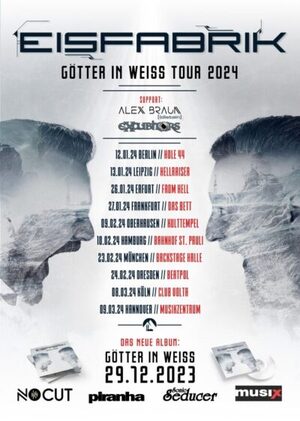 EISFABRIK
GÖTTER IN WEISS TOUR 2024
SUPPORT:
ALEX BRAUN
EXHIBITORS
12.01.24 BERLIN // HOLE 44
13.01.24 LEIPZIG // HELLRAISER
26.01.24 ERFURT // FROM HELL
27.01.24 FRANKFURT // DAS BETT
09.02.24 OBERHAUSEN // KULTTEMPEL
10.02.24 HAMBURG // BAHNHOF ST. PAULI
23.02.24 MÜNCHEN // BACKSTAGE HALLE
24.02.24 DRESDEN // BEATPOL
08.03.24 KÖLN // CLUB VOLTA
09.03.24 HANNOVER // MUSIKZENTRUM
DAS NEUE ALBUM:
GÖTTER IN WEISS
29.12.2023
NOCUT
piranha
Sonic Seducer
musix